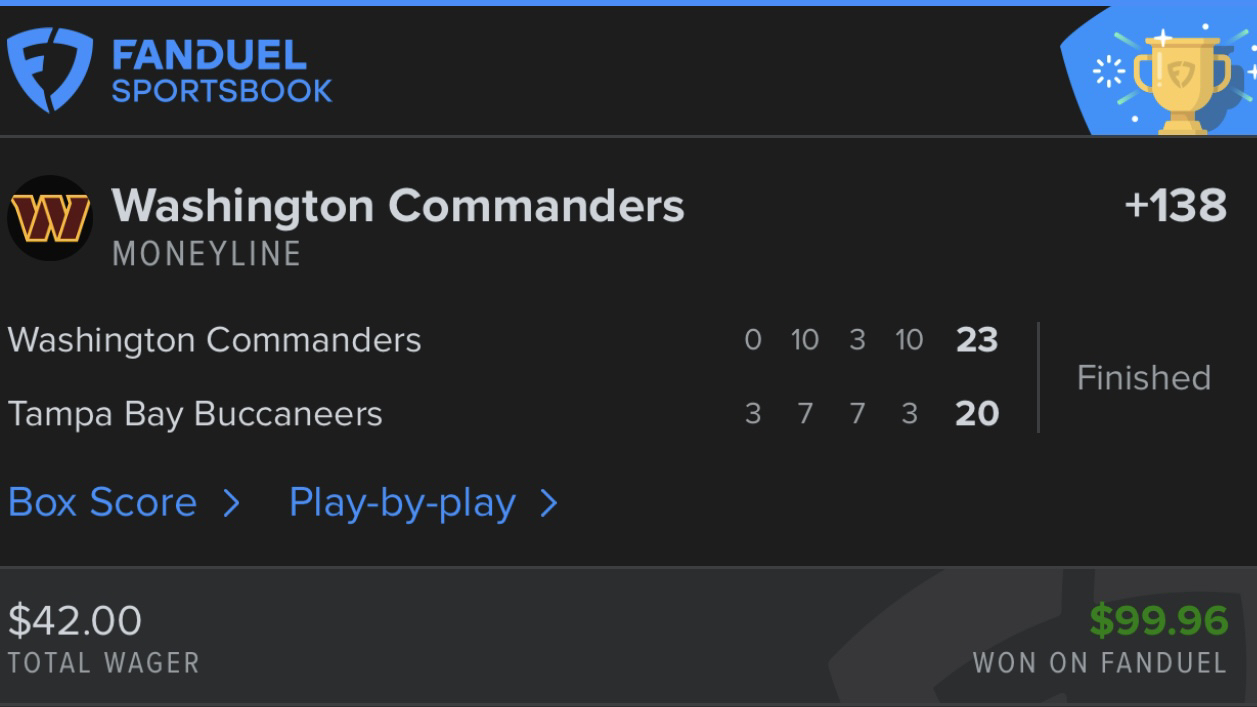 FANDUEL
SPORTSBOOK
Washington Commanders +138
MONEYLINE
Washington Commanders 0 10 3 10 23
Finished
Tampa Bay Buccaneers 3 7 7 3 20
Box Score > Play-by-play >
$42.00 $99.96
TOTAL WAGER WON ON FANDUEL